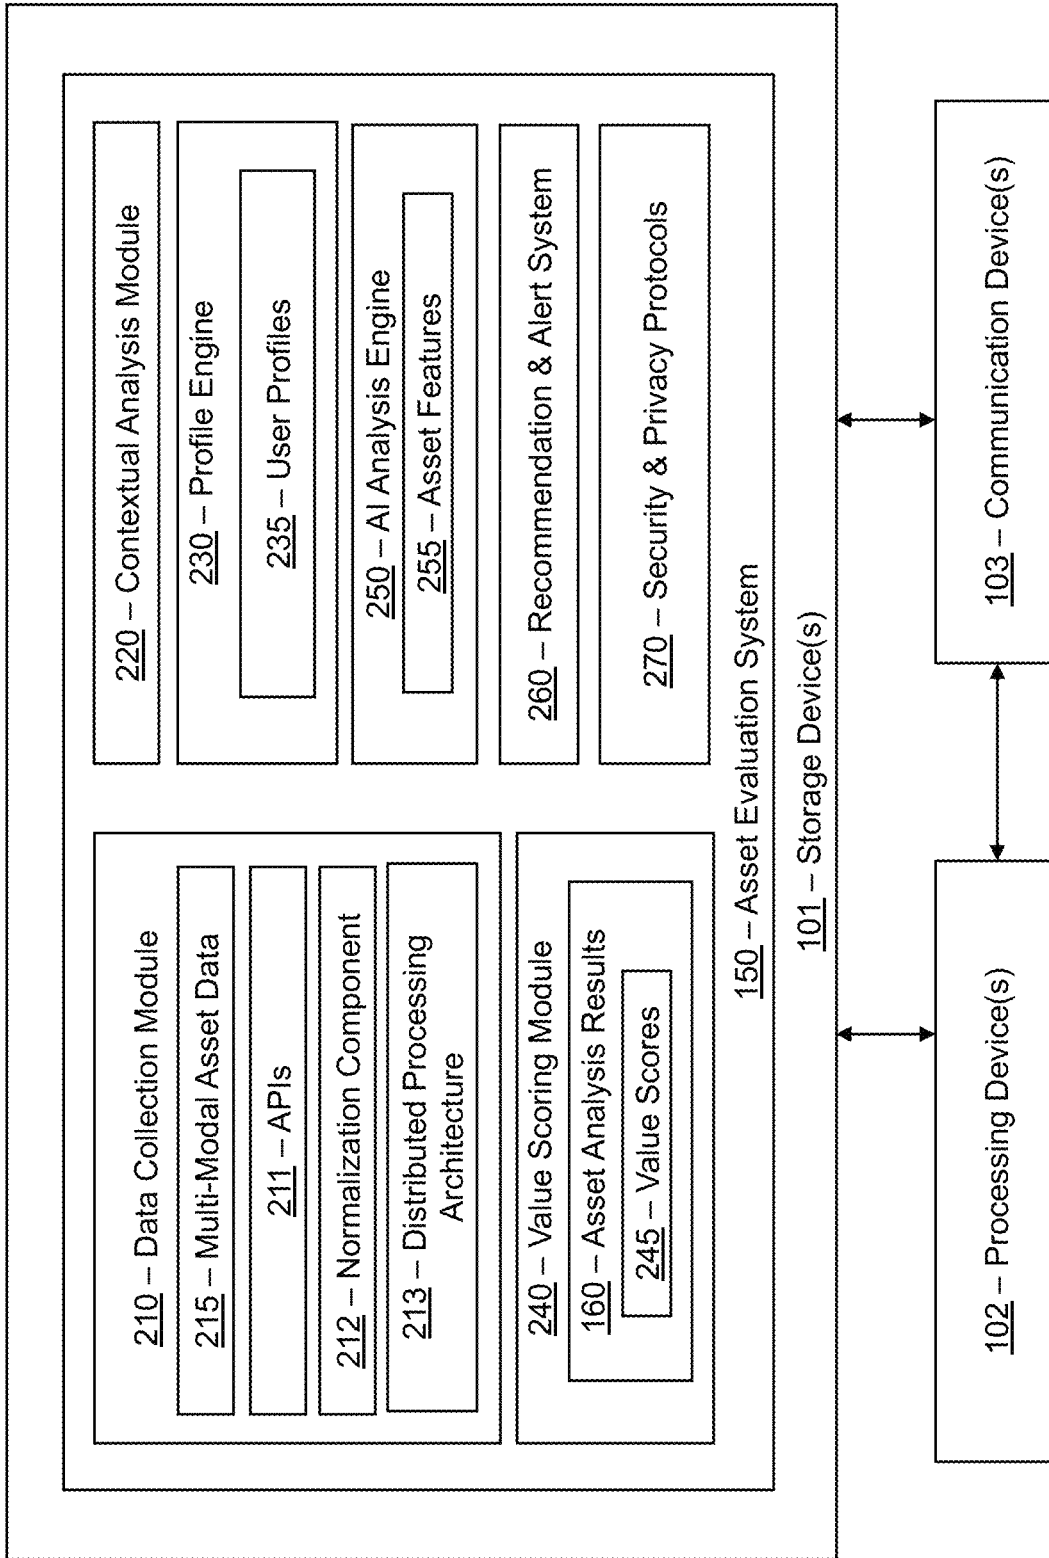 210 – Data Collection Module
215 – Multi-Modal Asset Data
211 – APIs
212 – Normalization Component
213 – Distributed Processing
Architecture
240 – Value Scoring Module
160 – Asset Analysis Results
245 – Value Scores
220 – Contextual Analysis Module
230 – Profile Engine
235 – User Profiles
250 – AI Analysis Engine
255 – Asset Features
260 – Recommendation & Alert System
270 – Security & Privacy Protocols
150 – Asset Evaluation System
101 – Storage Device(s)
102 – Processing Device(s)
103 – Communication Device(s)